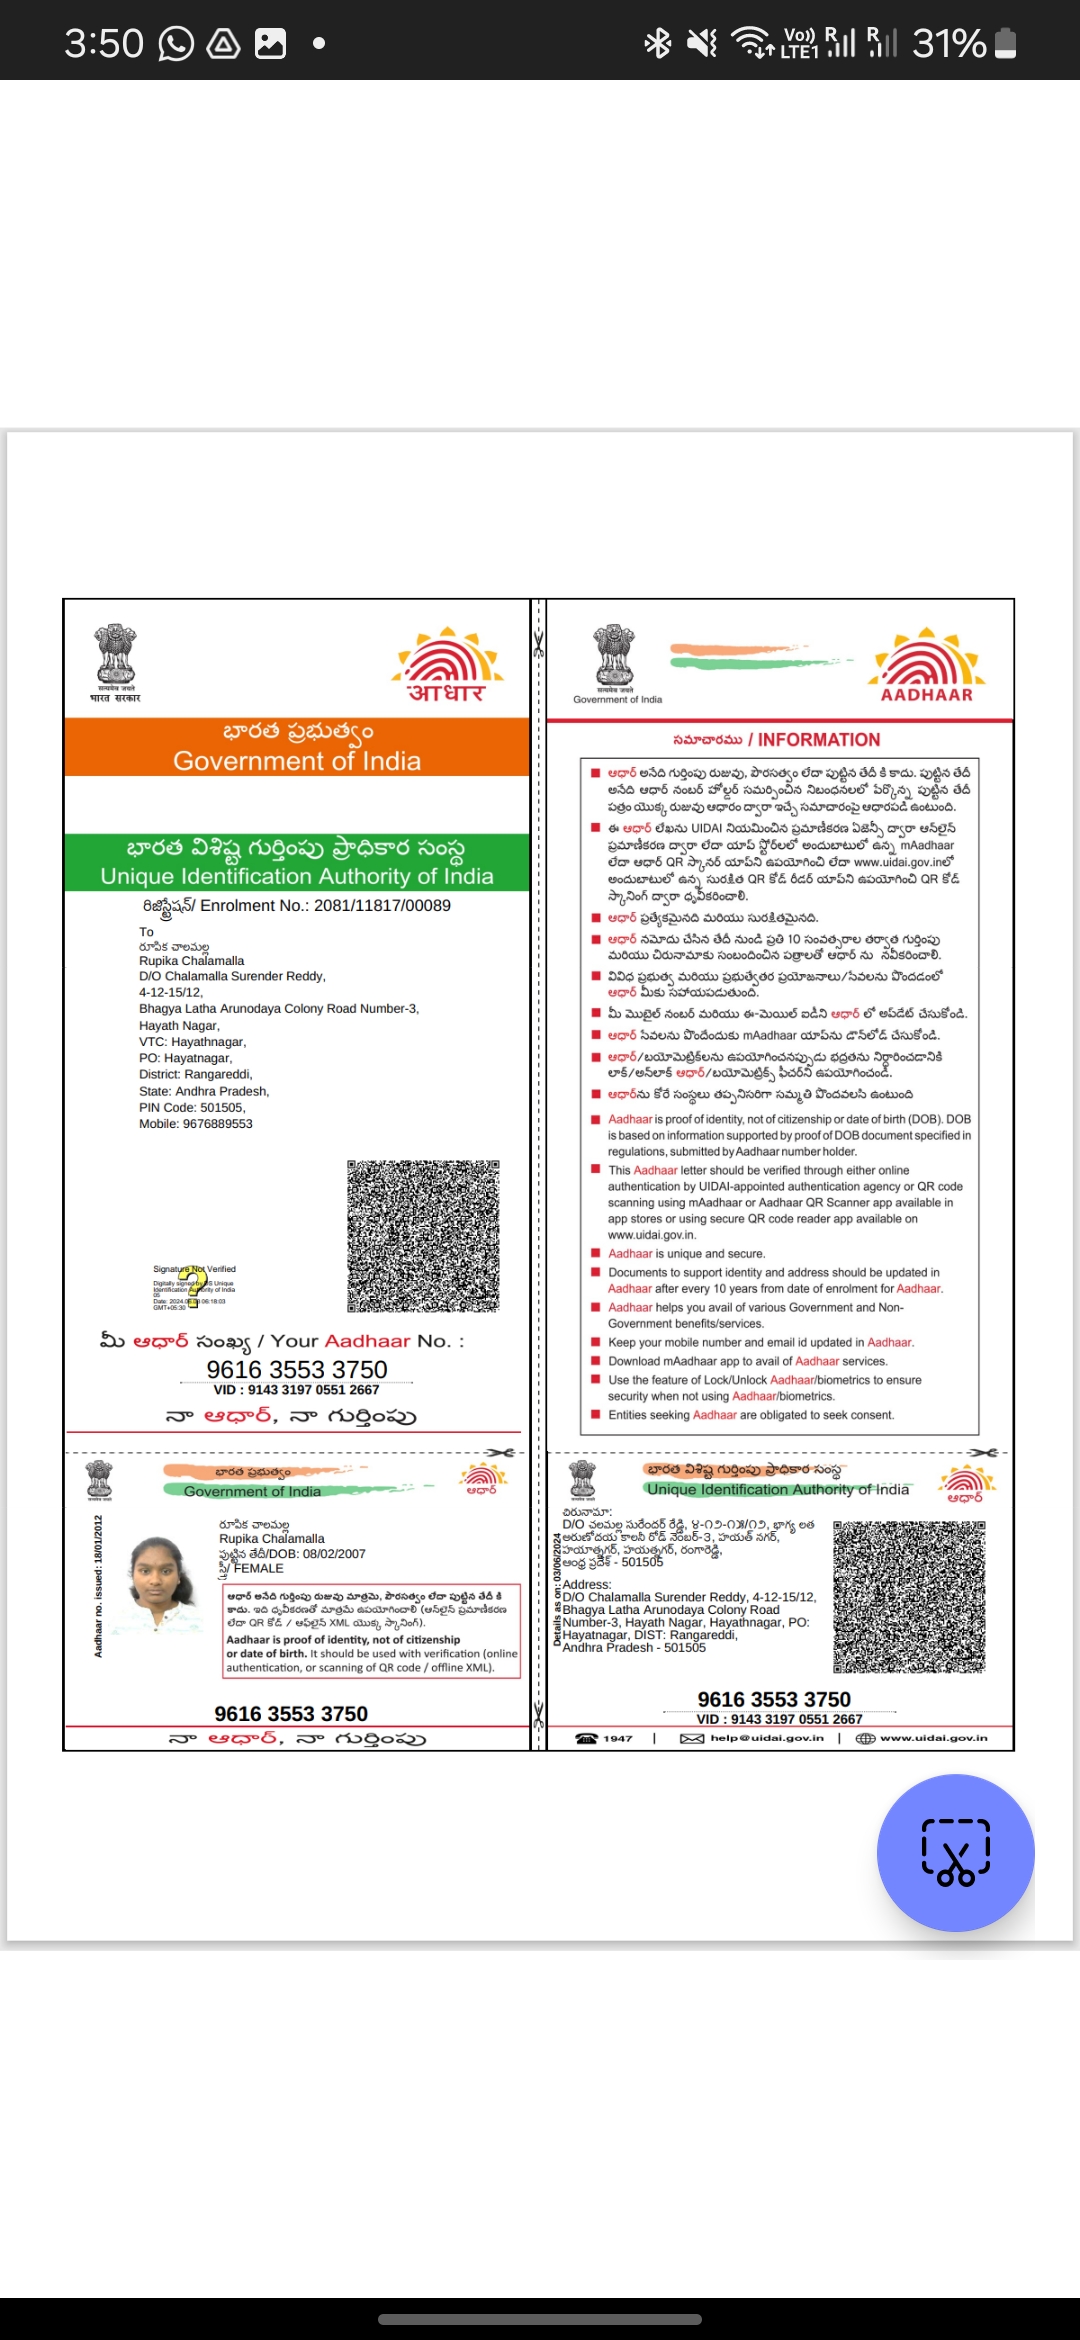 3:50
Vo)) LTE1 R R 31%
सत्यमेव जयते
भारत सरकार
आधार
భారత ప్రభుత్వం
Government of India
భారత విశిష్ట గుర్తింపు ప్రాధికార సంస్థ
Unique Identification Authority of India
రిజిస్ట్రేషన్/ Enrolment No.: 2081/11817/00089
To
రూపిక చాలమల్ల
Rupika Chalamalla
D/O Chalamalla Surender Reddy,
4-12-15/12,
Bhagya Latha Arunodaya Colony Road Number-3,
Hayath Nagar,
VTC: Hayathnagar,
PO: Hayatnagar,
District: Rangareddi,
State: Andhra Pradesh,
PIN Code: 501505,
Mobile: 9676889553
Signature Not Verified
Digitally signed by DS Unique
Identification Authority of India
05
Date: 2024 06:18:03
GMT+05:30
మీ ఆధార్ సంఖ్య / Your Aadhaar No. :
9616 3553 3750
VID : 9143 3197 0551 2667
నా ఆధార్, నా గుర్తింపు
सत्यमेव जयते
Government of India
AADHAAR
సమాచారము / INFORMATION
ఆధార్ అనేది గుర్తింపు రుజువు, పౌరసత్వం లేదా పుట్టిన తేదీ కి కాదు. పుట్టిన తేదీ
అనేది ఆధార్ నంబర్ హోల్డర్ సమర్పించిన నిబంధనలలో పేర్కొన్న పుట్టిన తేదీ
పత్రం యొక్క రుజువు ఆధారం ద్వారా ఇచ్చే సమాచారంపై ఆధారపడి ఉంటుంది.
ఈ ఆధార్ లేఖను UIDAI నియమించిన ప్రమాణీకరణ ఏజెన్సీ ద్వారా ఆన్‌లైన్
ప్రమాణీకరణ ద్వారా లేదా యాప్ స్టోర్‌లలో అందుబాటులో ఉన్న mAadhaar
లేదా ఆధార్ QR స్కానర్ యాప్‌ని ఉపయోగించి లేదా www.uidai.gov.inలో
అందుబాటులో ఉన్న సురక్షిత QR కోడ్ రీడర్ యాప్‌ని ఉపయోగించి QR కోడ్
స్కానింగ్ ద్వారా ధృవీకరించాలి.
ఆధార్ ప్రత్యేకమైనది మరియు సురక్షితమైనది.
ఆధార్ నమోదు చేసిన తేదీ నుండి ప్రతి 10 సంవత్సరాల తర్వాత గుర్తింపు
మరియు చిరునామాకు సంబందించిన పత్రాలతో ఆధార్ ను నవీకరించాలి.
వివిధ ప్రభుత్వ మరియు ప్రభుత్వేతర ప్రయోజనాలు/సేవలను పొందడంలో
ఆధార్ మీకు సహాయపడుతుంది.
మీ మొబైల్ నంబర్ మరియు ఈ-మెయిల్ ఐడీని ఆధార్ లో అప్‌డేట్ చేసుకోండి.
ఆధార్ సేవలను పొందేందుకు mAadhaar యాప్‌ను డౌన్‌లోడ్ చేసుకోండి.
ఆధార్/బయోమెట్రిక్‌లను ఉపయోగించనప్పుడు భద్రతను నిర్ధారించడానికి
లాక్/అన్‌లాక్ ఆధార్/బయోమెట్రిక్స్ ఫీచర్‌ని ఉపయోగించండి.
ఆధార్‌ను కోరే సంస్థలు తప్పనిసరిగా సమ్మతి పొందవలసి ఉంటుంది
Aadhaar is proof of identity, not of citizenship or date of birth (DOB). DOB
is based on information supported by proof of DOB document specified in
regulations, submitted by Aadhaar number holder.
This Aadhaar letter should be verified through either online
authentication by UIDAI-appointed authentication agency or QR code
scanning using mAadhaar or Aadhaar QR Scanner app available in
app stores or using secure QR code reader app available on
www.uidai.gov.in.
Aadhaar is unique and secure.
Documents to support identity and address should be updated in
Aadhaar after every 10 years from date of enrolment for Aadhaar.
Aadhaar helps you avail of various Government and Non-
Government benefits/services.
Keep your mobile number and email id updated in Aadhaar.
Download mAadhaar app to avail of Aadhaar services.
Use the feature of Lock/Unlock Aadhaar/biometrics to ensure
security when not using Aadhaar/biometrics.
Entities seeking Aadhaar are obligated to seek consent.
భారత ప్రభుత్వం
Government of India
ఆధార్
Aadhaar no. issued: 18/01/2012
రూపిక చాలమల్ల
Rupika Chalamalla
పుట్టిన తేదీ/DOB: 08/02/2007
స్త్రీ/ FEMALE
ఆధార్ అనేది గుర్తింపు రుజువు మాత్రమే, పౌరసత్వం లేదా పుట్టిన తేదీ కి
కాదు. ఇది ధృవీకరణతో మాత్రమే ఉపయోగించాలి (ఆన్‌లైన్ ప్రమాణీకరణ
లేదా QR కోడ్ / ఆఫ్‌లైన్ XML యొక్క స్కానింగ్).
Aadhaar is proof of identity, not of citizenship
or date of birth. It should be used with verification (online
authentication, or scanning of QR code / offline XML).
9616 3553 3750
నా ఆధార్, నా గుర్తింపు
భారత విశిష్ట గుర్తింపు ప్రాధికార సంస్థ
Unique Identification Authority of India
ఆధార్
Details as on: 03/06/2024
చిరునామా:
D/O చలమల్ల సురేందర్ రెడ్డి, ४-౧౨-౧౫/౧౨, భాగ్య లత
అరుణోదయ కాలనీ రోడ్ నెంబర్-3, హయత్ నగర్,
హయాత్నగర్, హయత్నగర్, రంగారెడ్డి,
ఆంధ్ర ప్రదేశ్ - 501505
Address:
D/O Chalamalla Surender Reddy, 4-12-15/12,
Bhagya Latha Arunodaya Colony Road
Number-3, Hayath Nagar, Hayathnagar, PO:
Hayatnagar, DIST: Rangareddi,
Andhra Pradesh - 501505
9616 3553 3750
VID : 9143 3197 0551 2667
1947 | help@uidai.gov.in | www.uidai.gov.in